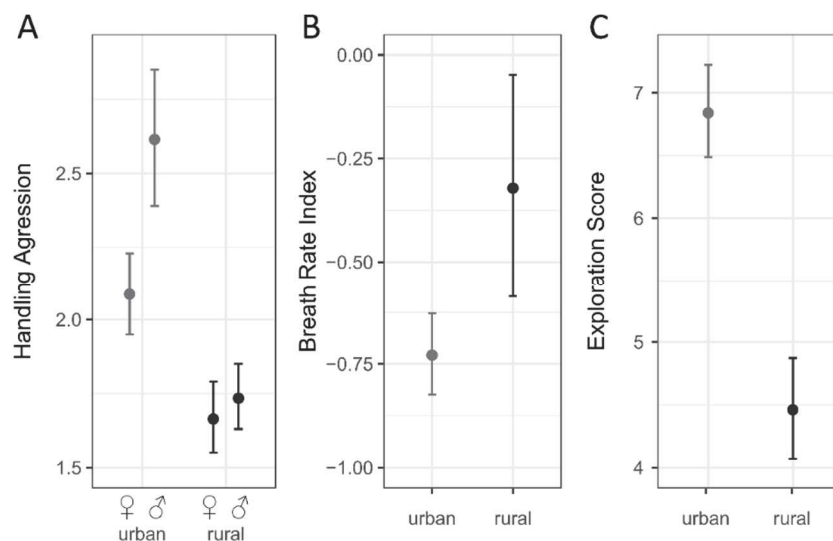 A
Handling Agression
2.5
2.0
1.5
♀ ♂ ♀ ♂
urban rural
B
Breath Rate Index
0.00
−0.25
−0.50
−0.75
−1.00
urban rural
C
Exploration Score
7
6
5
4
urban rural